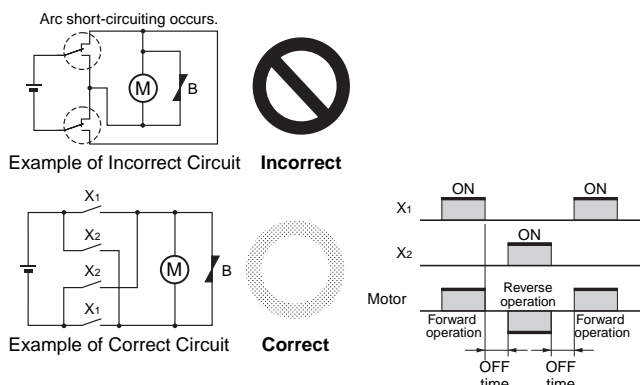 Arc short-circuiting occurs.
M
B
Example of Incorrect Circuit Incorrect
X1
X2
X2
X1
M
B
Example of Correct Circuit Correct
ON ON
X1
ON
X2
Motor
Reverse
operation
Forward
operation
Forward
operation
OFF
time
OFF
time